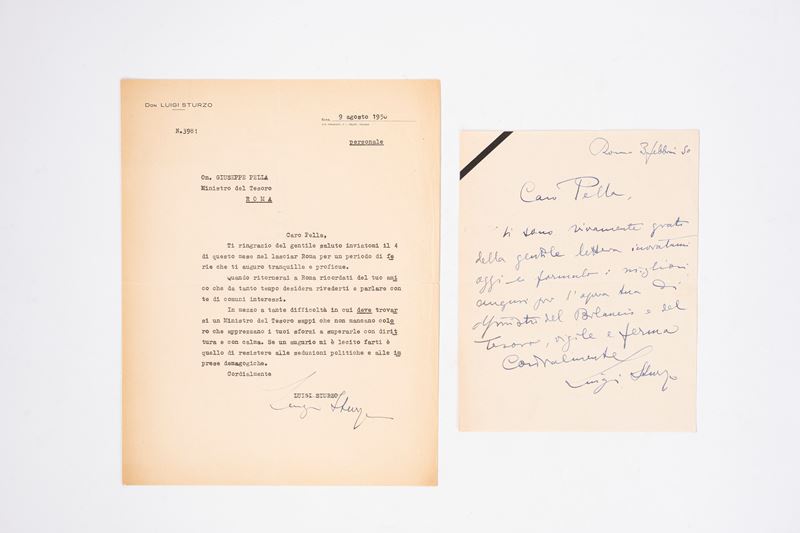 DON LUIGI STURZO
Roma, 9 agosto 1950
N.3981
personale
On. GIUSEPPE PELLA
Ministro del Tesoro
ROMA
Caro Pella,
Ti ringrazio del gentile saluto inviatomi il 4
di questo mese nel lasciar Roma per un periodo di fe
rie che ti auguro tranquille e proficue.
quando ritornerai a Roma ricordati del tuo ami
co che da tanto tempo desidera rivederti e parlare con
te di comuni interessi.
In mezzo a tante difficoltà in cui deve trovar
si un Ministro del Tesoro sappi che non mancano colo
ro che apprezzano i tuoi sforzi a superarle con dirit
tura e con calma. Se un augurio mi è lecito farti è
quello di resistere alle seduzioni politiche e alle im
prese demagogiche.
Cordialmente
LUIGI STURZO
Luigi Sturzo
Roma 50
Caro Pella,
ti sono vivamente grato
della gentile lettera inviatami
oggi e formulo i migliori
auguri per l'opera tua di
Ministro del Bilancio e del
Tesoro, vigile e ferma
Cordialmente
Luigi Sturzo